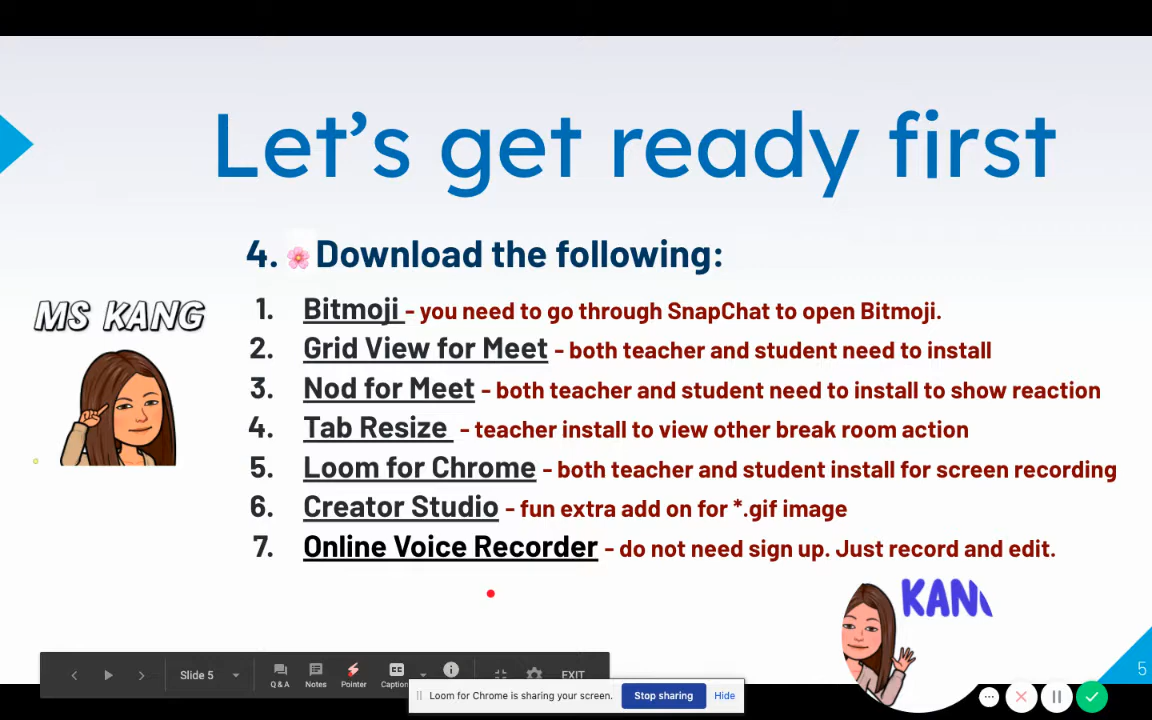 Let's get ready first
4. 🌸Download the following:
MS KANG
1. Bitmoji - you need to go through SnapChat to open Bitmoji.
2. Grid View for Meet - both teacher and student need to install
3. Nod for Meet - both teacher and student need to install to show reaction
4. Tab Resize - teacher install to view other break room action
5. Loom for Chrome - both teacher and student install for screen recording
6. Creator Studio - fun extra add on for *.gif image
7. Online Voice Recorder - do not need sign up. Just record and edit.
5
Slide 5
Q & A
Notes
Pointer
Caption
EXIT
Loom for Chrome is sharing your screen.
Stop sharing
Hide